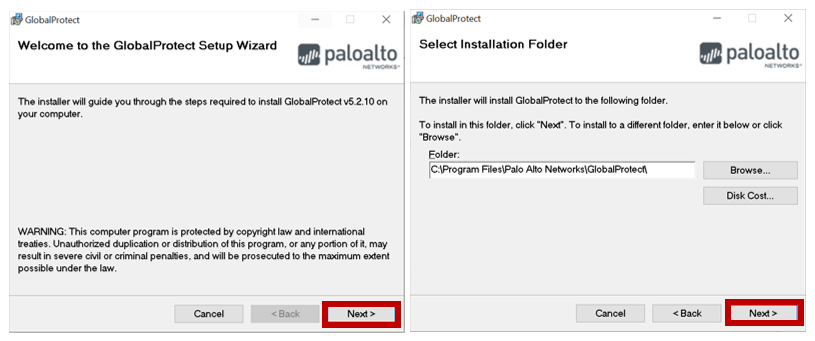 GlobalProtect
Welcome to the GlobalProtect Setup Wizard
paloalto
NETWORKS®
The installer will guide you through the steps required to install GlobalProtect v5.2.10 on
your computer.
WARNING: This computer program is protected by copyright law and international
treaties. Unauthorized duplication or distribution of this program, or any portion of it, may
result in severe civil or criminal penalties, and will be prosecuted to the maximum extent
possible under the law.
Cancel
< Back
Next >
GlobalProtect
Select Installation Folder
paloalto
NETWORKS®
The installer will install GlobalProtect to the following folder.
To install in this folder, click "Next". To install to a different folder, enter it below or click
"Browse".
Folder:
C:\Program Files\Palo Alto Networks\GlobalProtect\
Browse...
Disk Cost...
Cancel
< Back
Next >